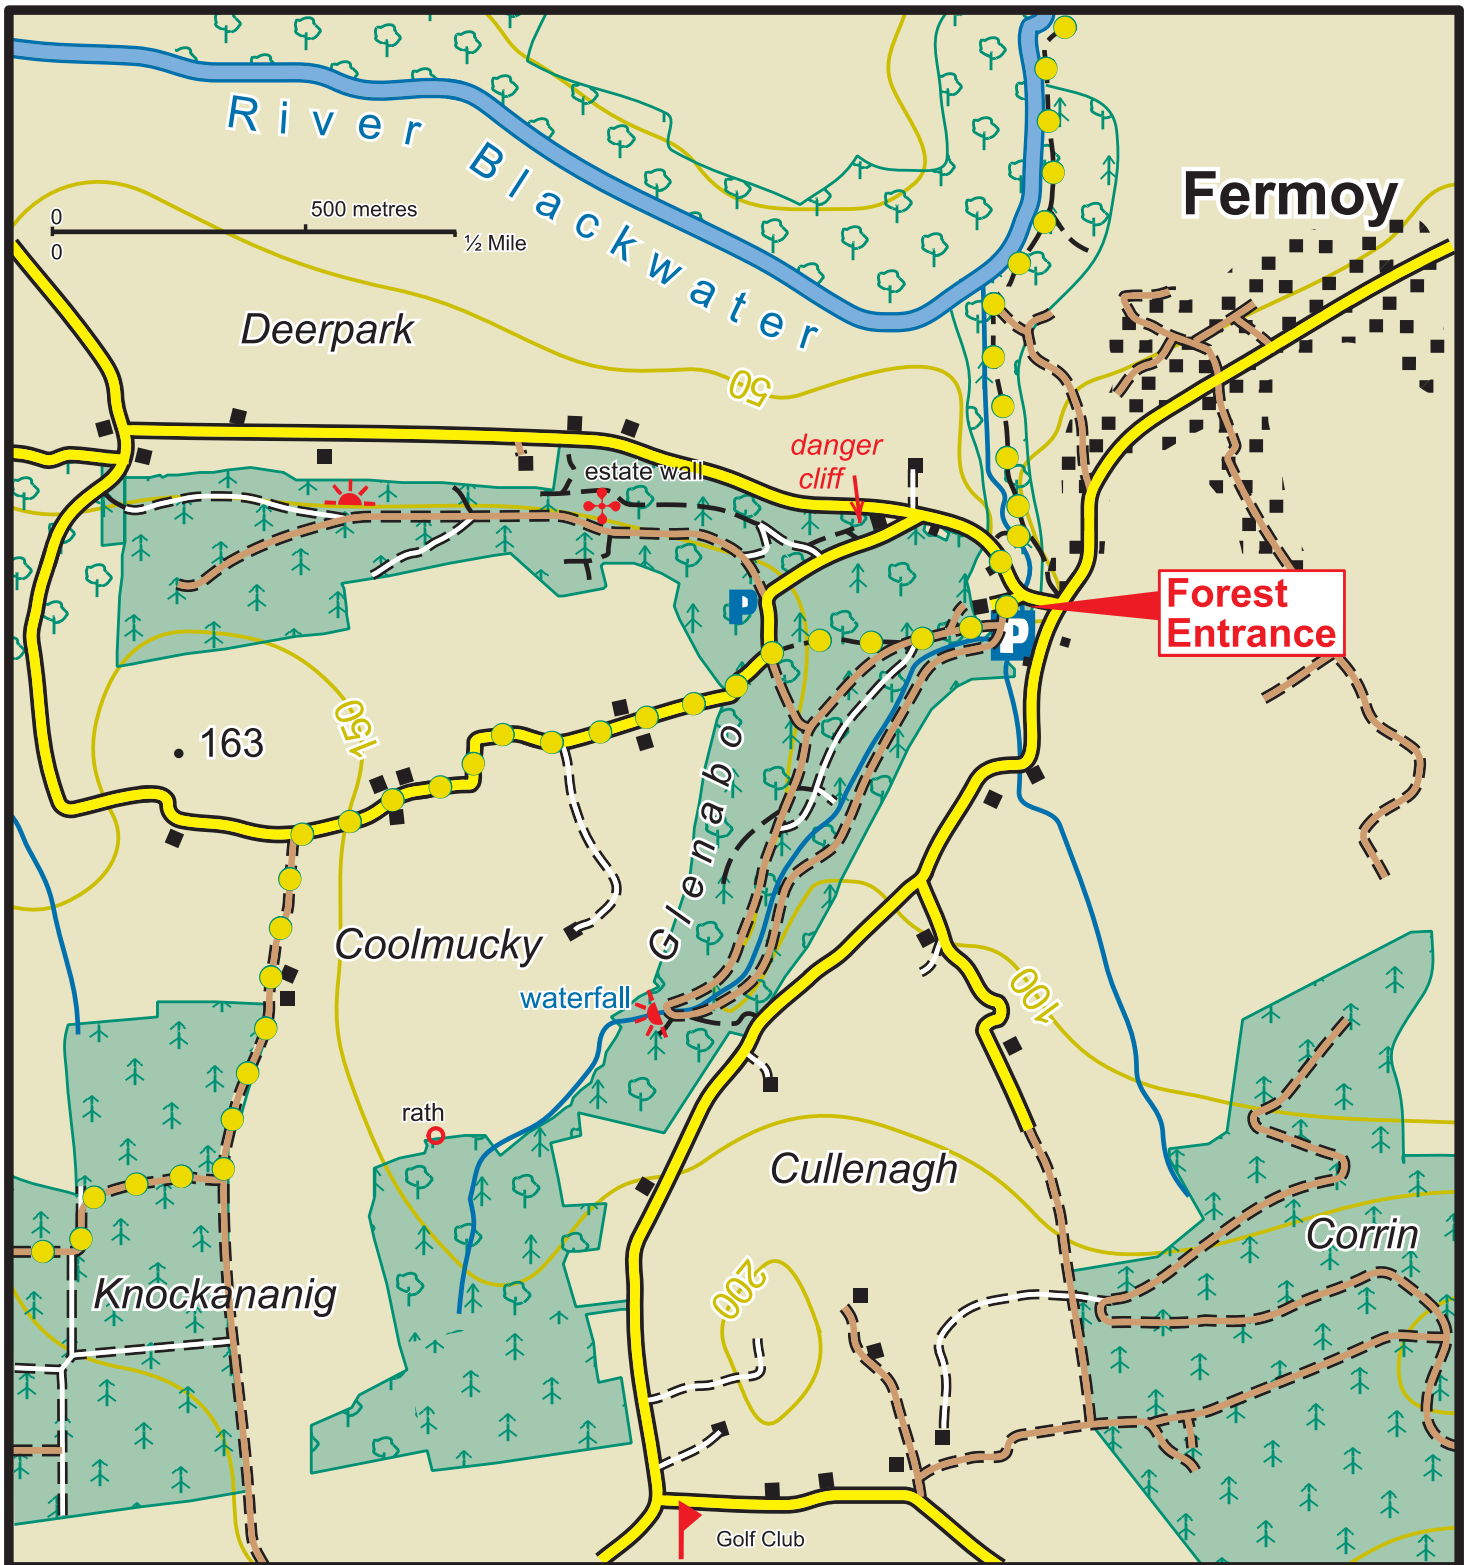 River Blackwater
Fermoy
0
500 metres
0
½ Mile
Deerpark
50
danger
cliff
estate wall
P
P
Forest
Entrance
163
150
Glenabo
Coolmucky
waterfall
100
rath
Cullenagh
Corrin
Knockananig
200
Golf Club